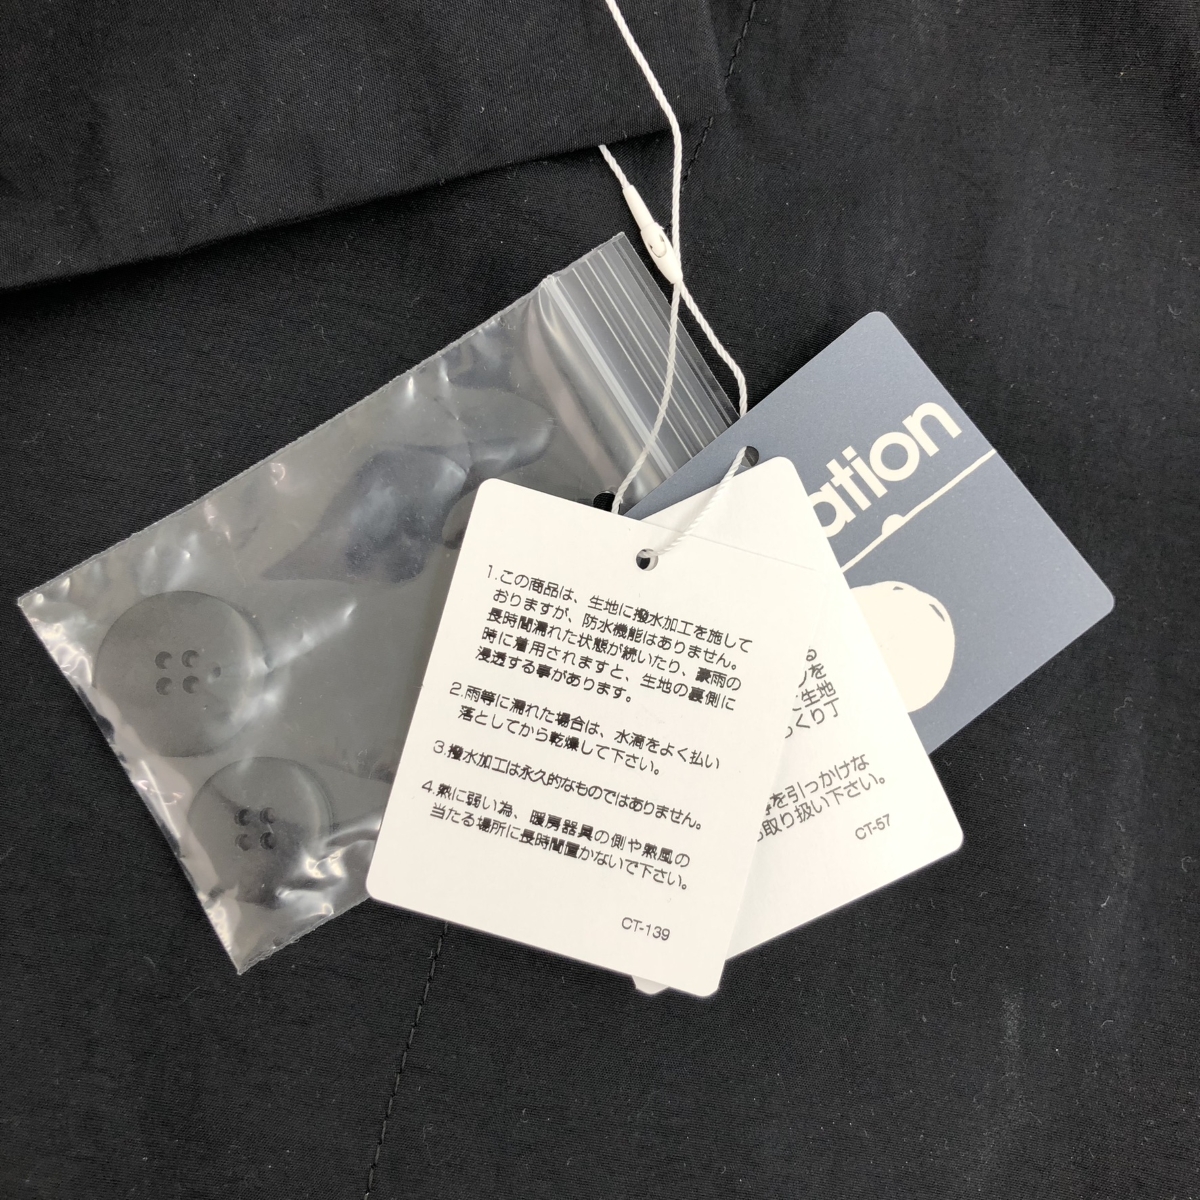 1.この商品は、生地に撥水加工を施して
おりますが、防水機能はありません。
長時間濡れた状態が続いたり、豪雨の
時に着用されますと、生地の裏側に
浸透する事があります。
2.雨等に濡れた場合は、水滴をよく払い
落としてから乾燥して下さい。
3.撥水加工は永久的なものではありません。
4.熱に弱い為、暖房器具の側や熱風の
当たる場所に長時間置かないで下さい。
CT-139
ation
る
を
生地
くり丁
を引っかけな
取り扱い下さい。
CT-57